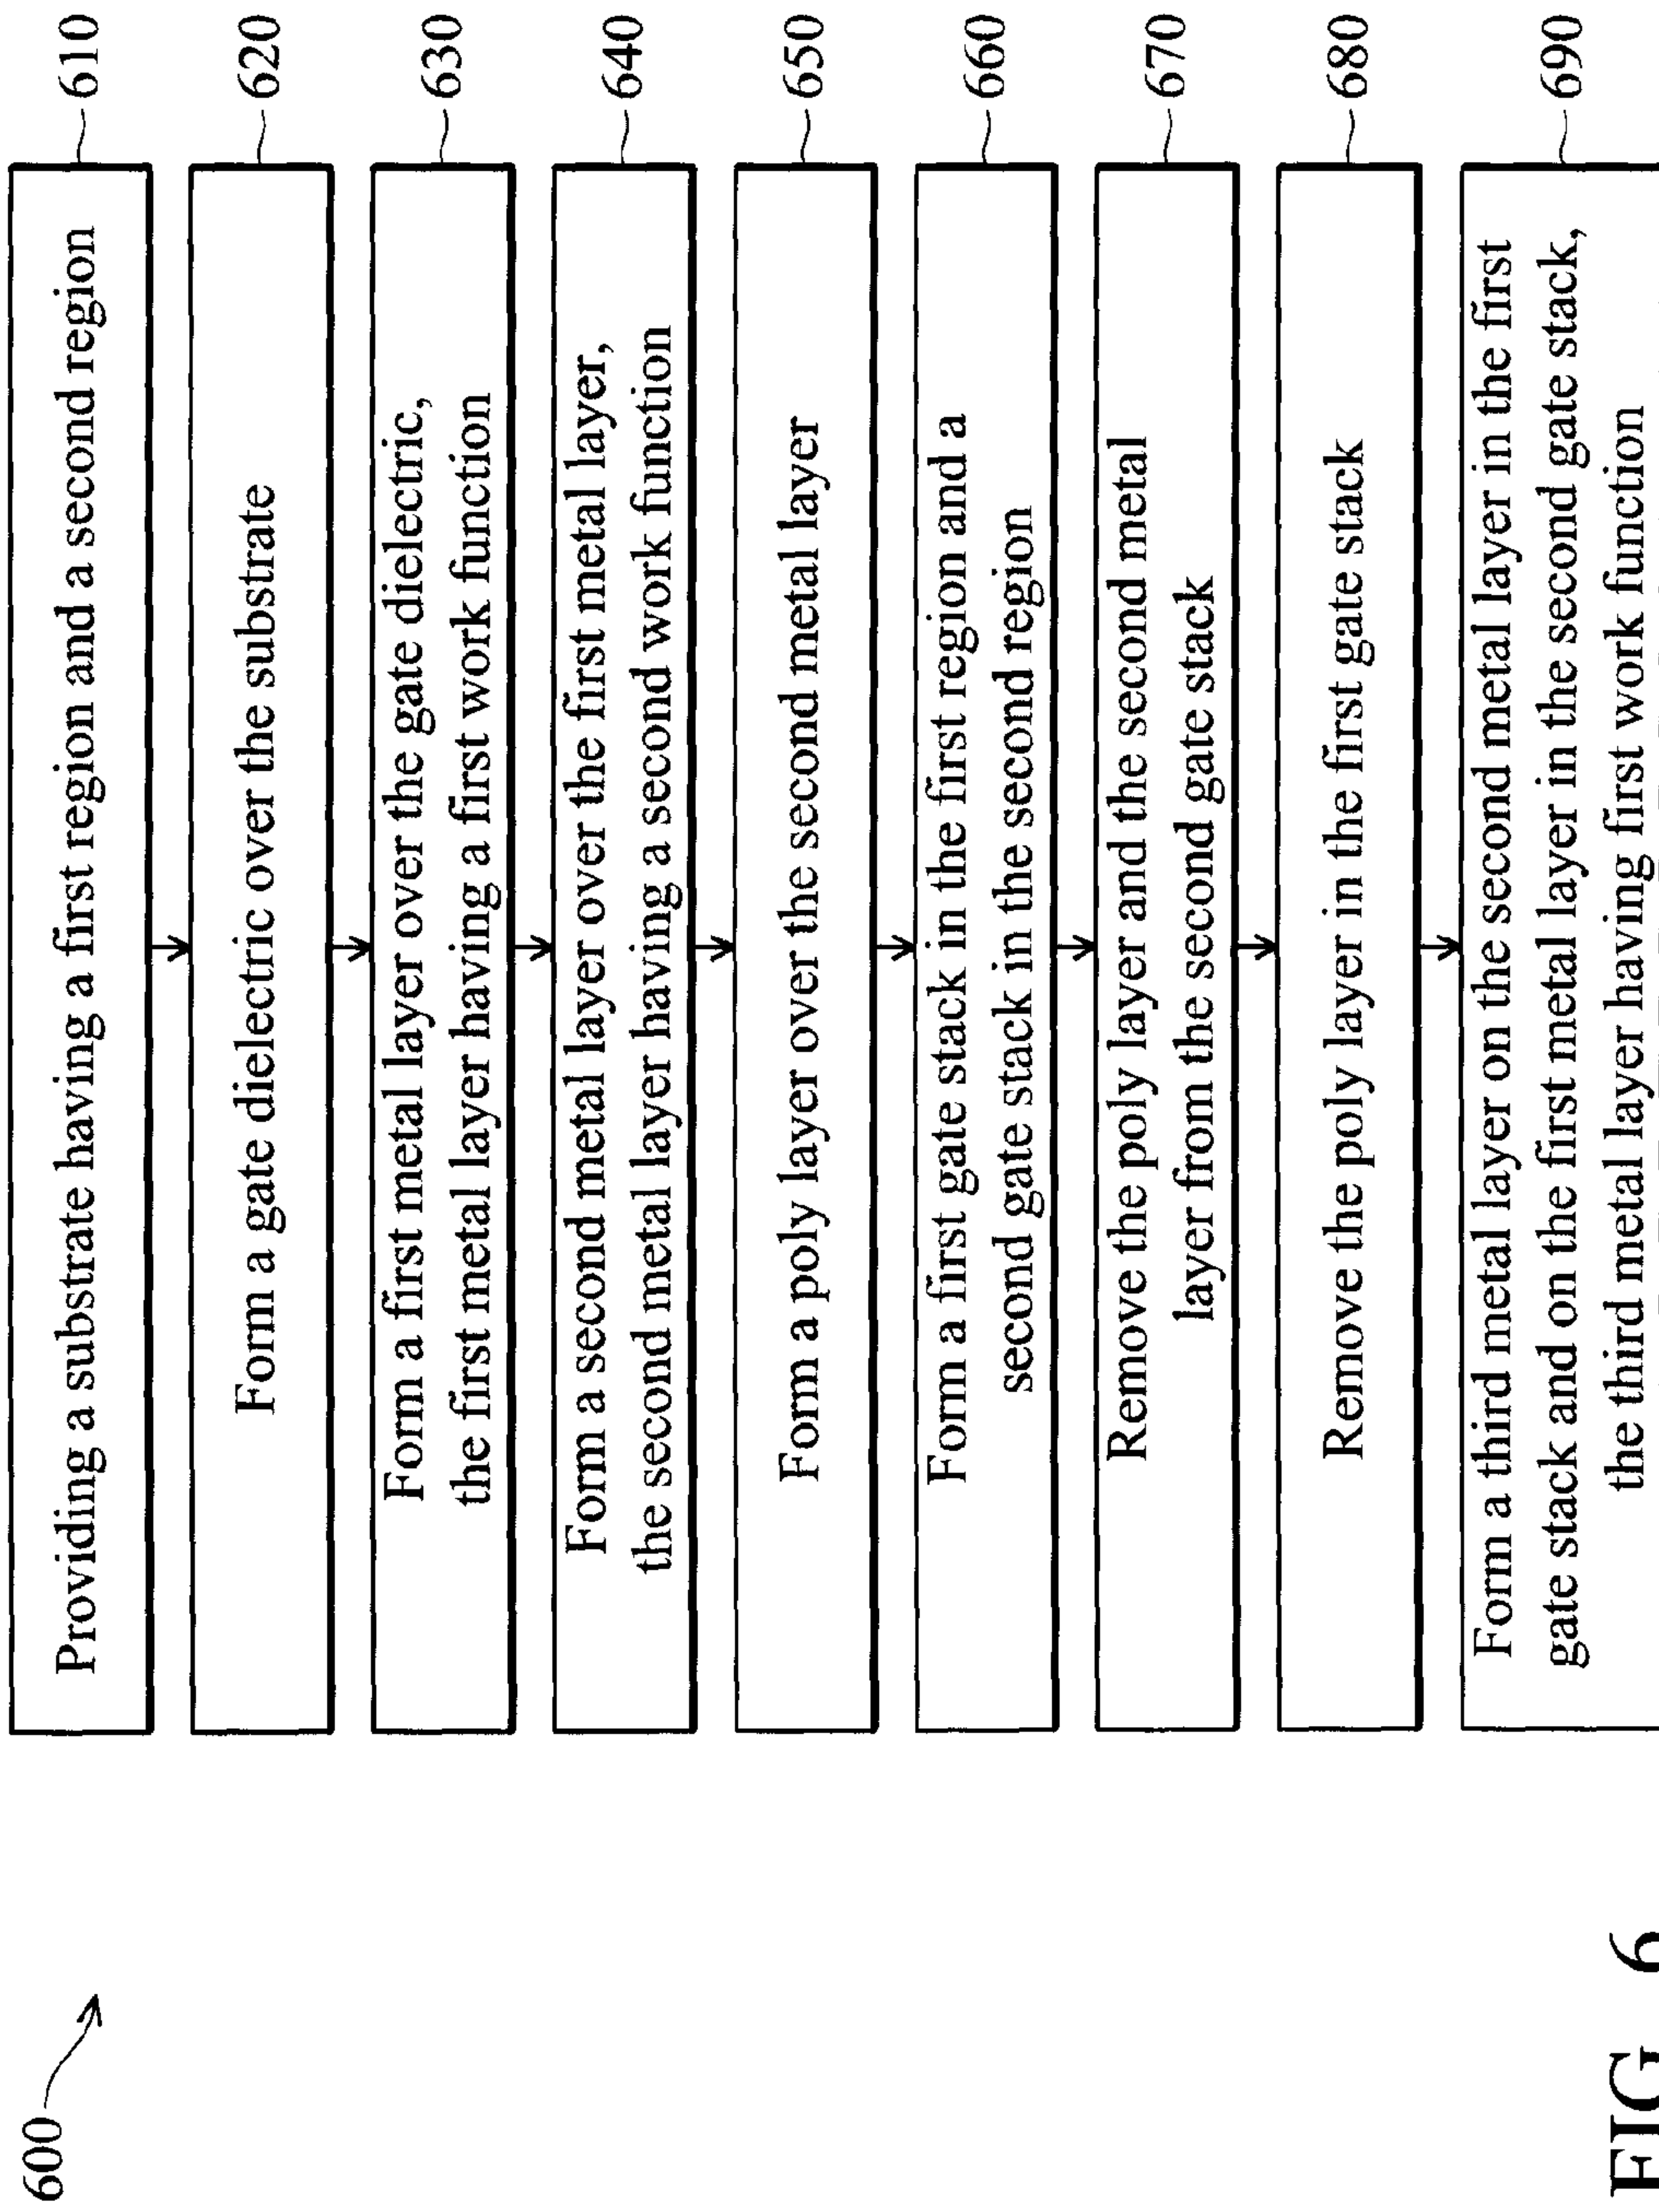 600
Providing a substrate having a first region and a second region
610
Form a gate dielectric over the substrate
620
Form a first metal layer over the gate dielectric,
the first metal layer having a first work function
630
Form a second metal layer over the first metal layer,
the second metal layer having a second work function
640
Form a poly layer over the second metal layer
650
Form a first gate stack in the first region and a
second gate stack in the second region
660
Remove the poly layer and the second metal
layer from the second gate stack
670
Remove the poly layer in the first gate stack
680
Form a third metal layer on the second metal layer in the first
gate stack and on the first metal layer in the second gate stack,
the third metal layer having first work function
690
FIG 6